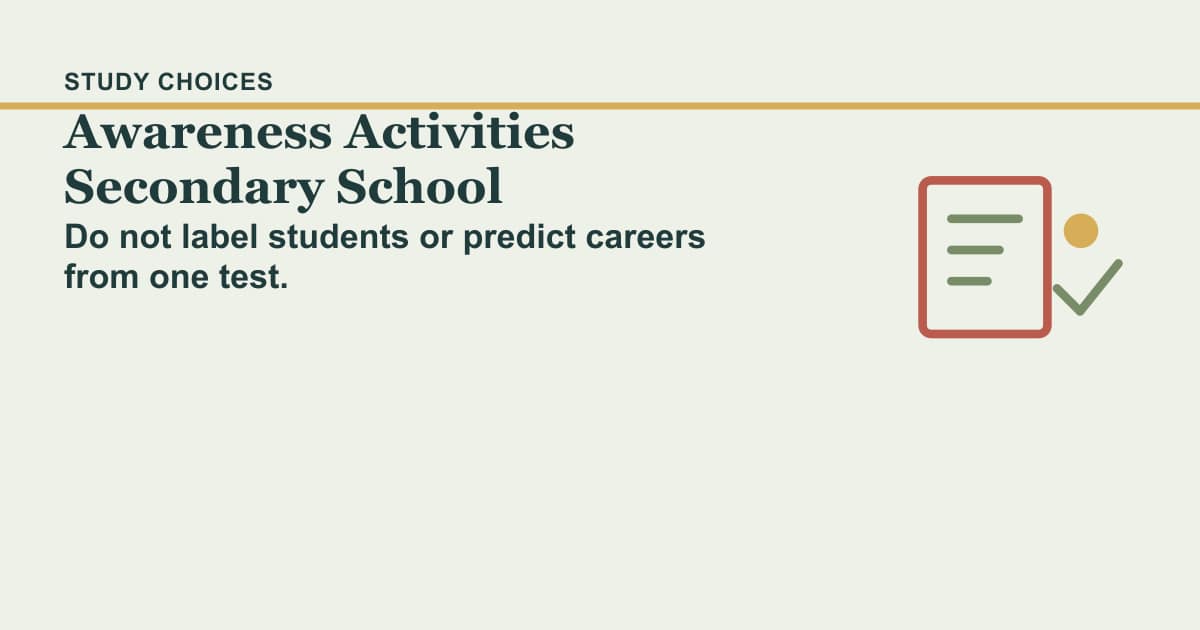 STUDY CHOICES
Awareness Activities
Secondary School
Do not label students or predict careers
from one test.